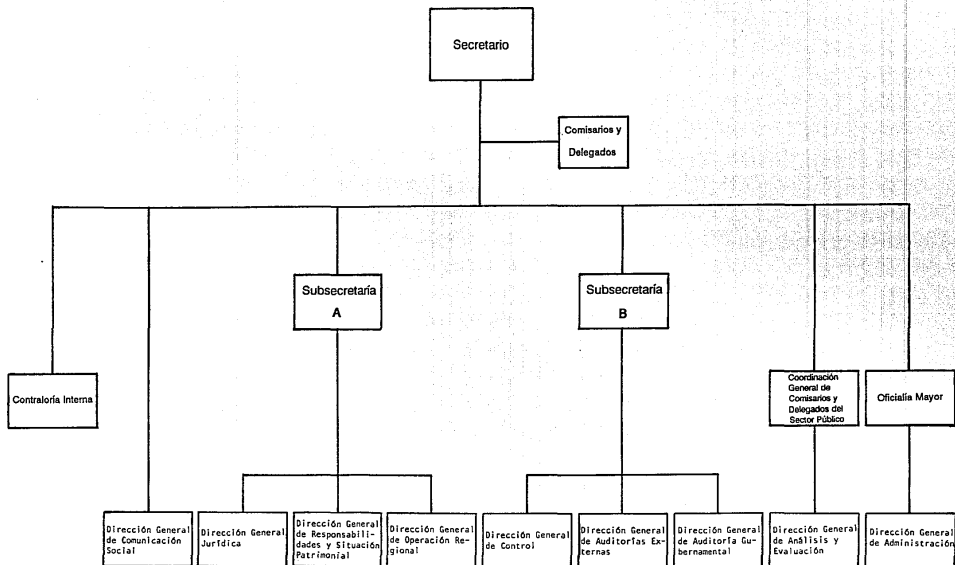 Secretario
Comisarios y
Delegados
Subsecretaría
A
Subsecretaría
B
Contraloría Interna
Coordinación
General de
Comisarios y
Delegados del
Sector Público
Oficialía Mayor
Dirección General
de Comunicación
Social
Dirección General
Jurídica
Dirección General
de Responsabili-
dades y Situación
Patrimonial
Dirección General
de Operación Re-
gional
Dirección General
de Control
Dirección General
de Auditorías Ex-
ternas
Dirección General
de Auditoría Gu-
bernamental
Dirección General
de Análisis y
Evaluación
Dirección General
de Administración